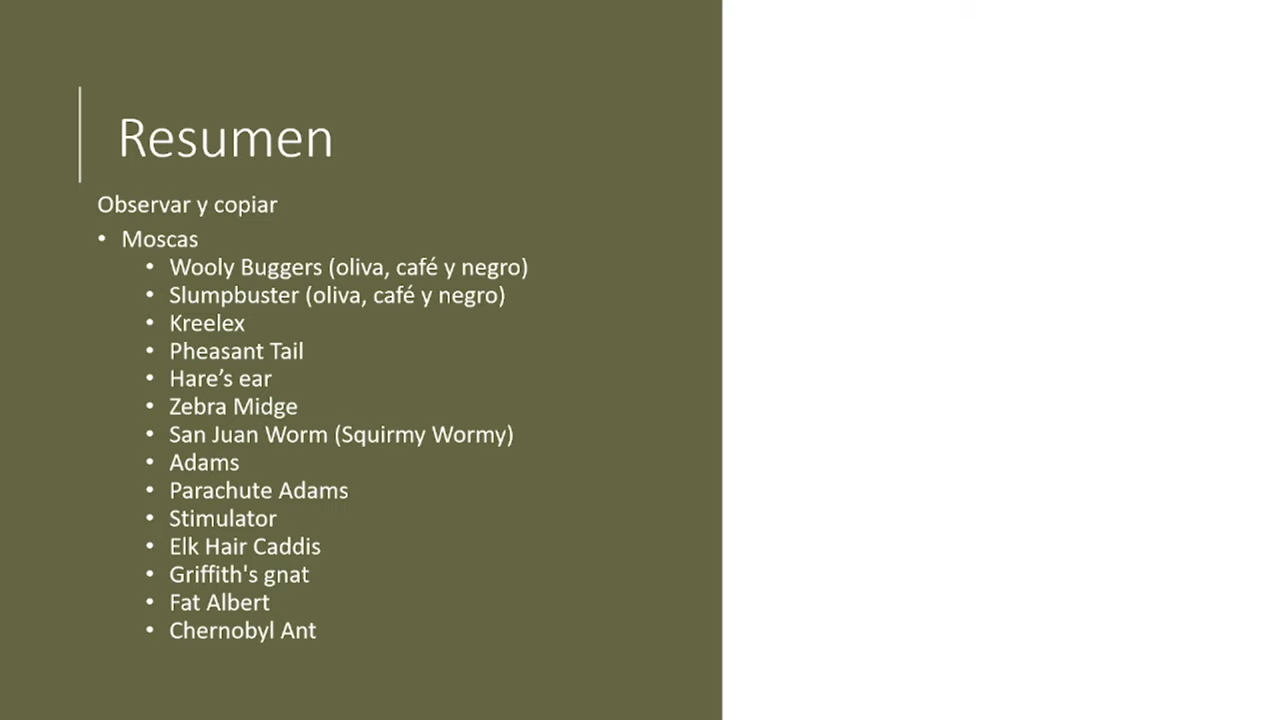 Resumen
Observar y copiar
• Moscas
• Wooly Buggers (oliva, café y negro)
• Slumpbuster (oliva, café y negro)
• Kreelex
• Pheasant Tail
• Hare’s ear
• Zebra Midge
• San Juan Worm (Squirmy Wormy)
• Adams
• Parachute Adams
• Stimulator
• Elk Hair Caddis
• Griffith's gnat
• Fat Albert
• Chernobyl Ant